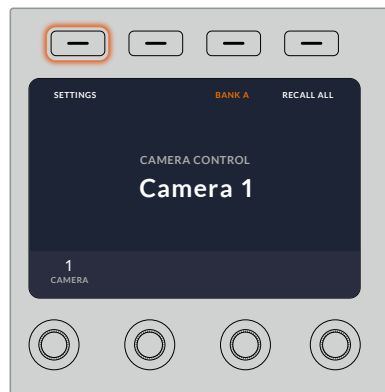 SETTINGS BANK A RECALL ALL
CAMERA CONTROL
Camera 1
1
CAMERA